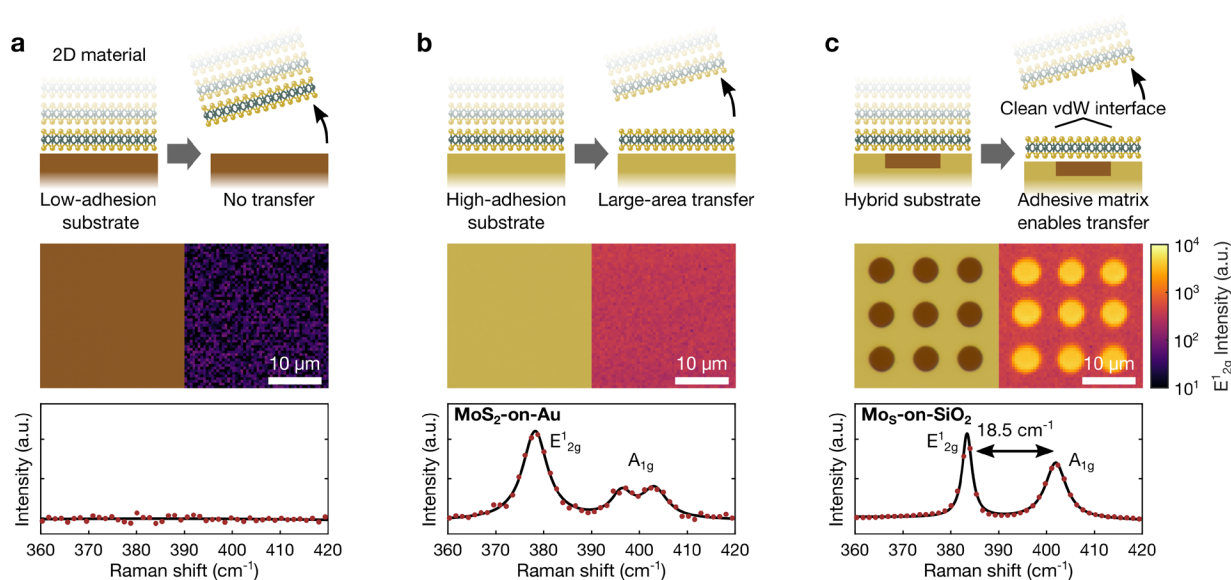 a
2D material
Low-adhesion
substrate
No transfer
10 µm
Intensity (a.u.)
360 370 380 390 400 410 420
Raman shift (cm-1)
b
High-adhesion
substrate
Large-area transfer
10 µm
MoS2-on-Au
E12g
A1g
Intensity (a.u.)
360 370 380 390 400 410 420
Raman shift (cm-1)
c
Clean vdW interface
Hybrid substrate
Adhesive matrix
enables transfer
10 µm
104
103
102
101
E12g Intensity (a.u.)
MoS-on-SiO2
E12g
18.5 cm-1
A1g
Intensity (a.u.)
360 370 380 390 400 410 420
Raman shift (cm-1)